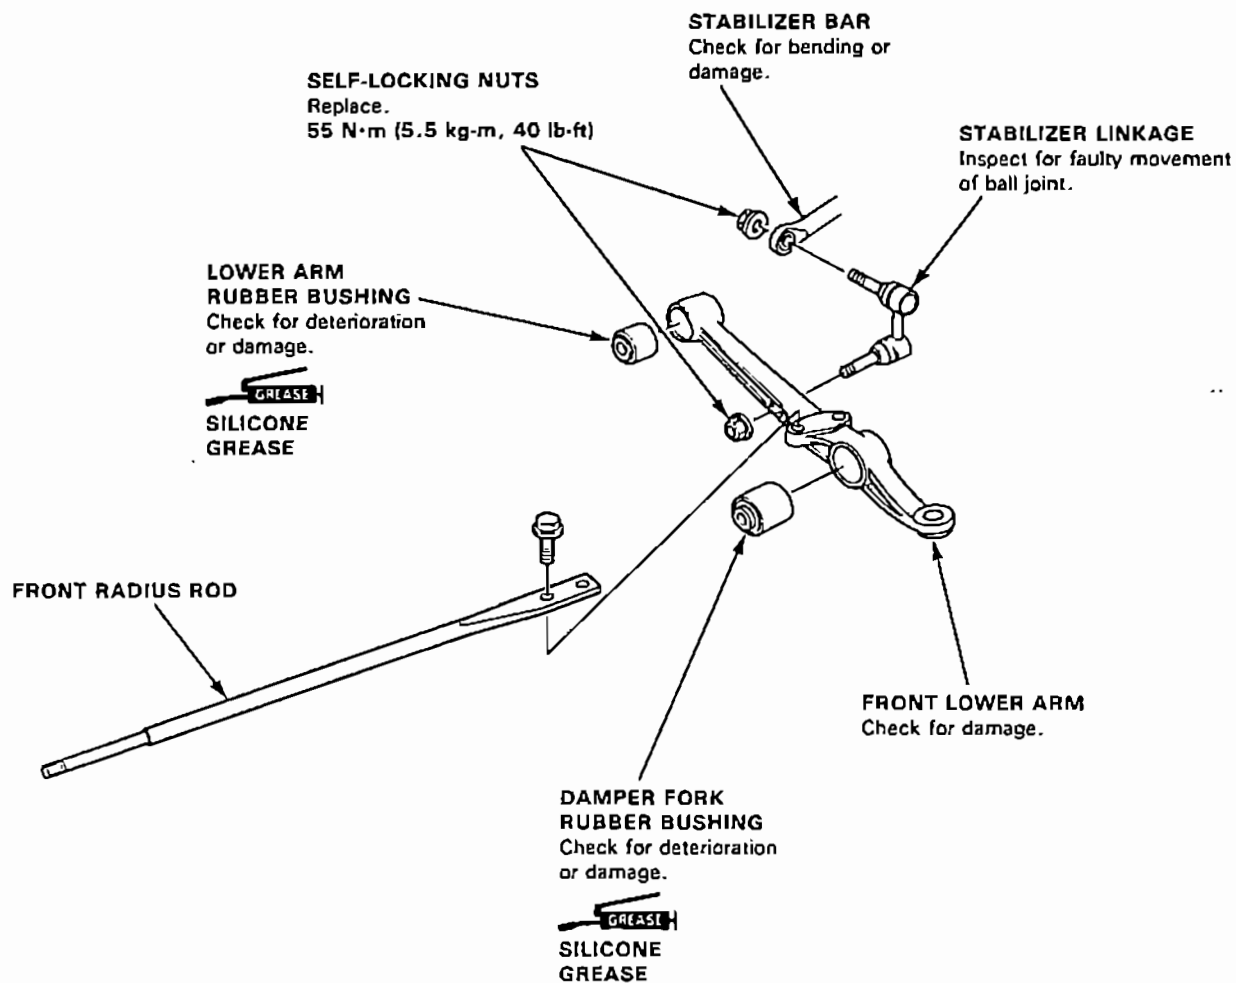 STABILIZER BAR
Check for bending or
damage.
SELF-LOCKING NUTS
Replace.
55 N·m (5.5 kg-m, 40 lb-ft)
STABILIZER LINKAGE
Inspect for faulty movement
of ball joint.
LOWER ARM
RUBBER BUSHING
Check for deterioration
or damage.
GREASE
SILICONE
GREASE
FRONT RADIUS ROD
FRONT LOWER ARM
Check for damage.
DAMPER FORK
RUBBER BUSHING
Check for deterioration
or damage.
GREASE
SILICONE
GREASE